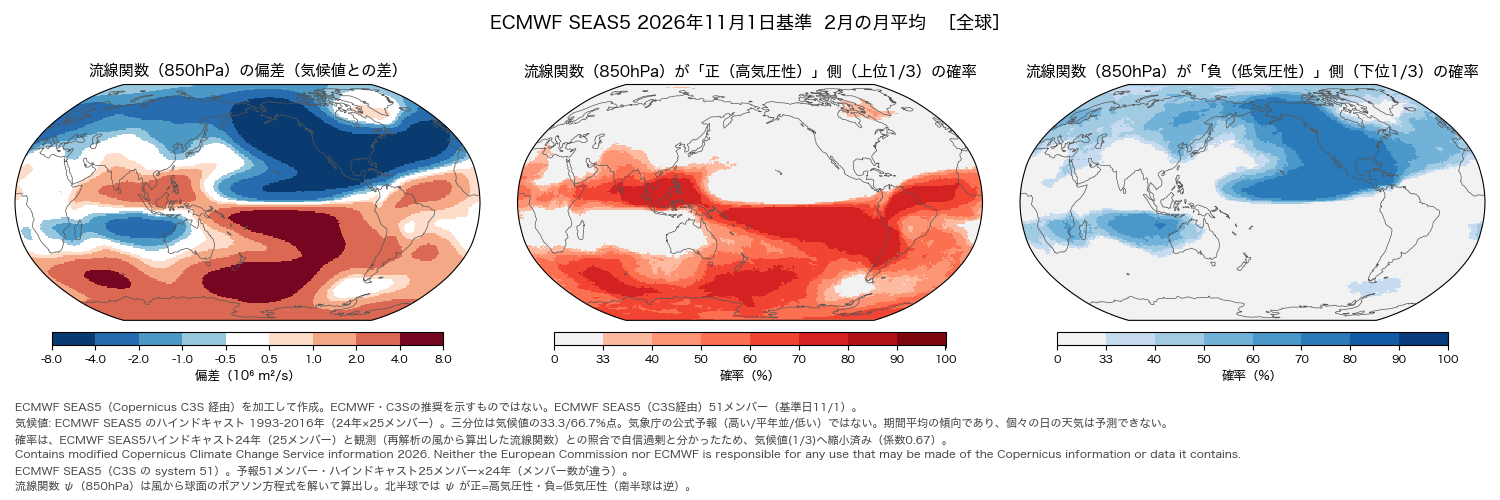 ECMWF SEAS5 2026年11月1日基準 2月の月平均 ［全球］
流線関数（850hPa）の偏差（気候値との差）
流線関数（850hPa）が「正（高気圧性）」側（上位1/3）の確率
流線関数（850hPa）が「負（低気圧性）」側（下位1/3）の確率
-8.0 -4.0 -2.0 -1.0 -0.5 0.5 1.0 2.0 4.0 8.0
偏差（10⁶ m²/s）
0 33 40 50 60 70 80 90 100
確率（%）
0 33 40 50 60 70 80 90 100
確率（%）
ECMWF SEAS5（Copernicus C3S 経由）を加工して作成。ECMWF・C3Sの推奨を示すものではない。ECMWF SEAS5（C3S経由）51メンバー（基準日11/1）。
気候値: ECMWF SEAS5 のハインドキャスト 1993-2016年（24年×25メンバー）。三分位は気候値の33.3/66.7%点。気象庁の公式予報（高い/平年並/低い）ではない。期間平均の傾向であり、個々の日の天気は予測できない。
確率は、ECMWF SEAS5ハインドキャスト24年（25メンバー）と観測（再解析の風から算出した流線関数）との照合で自信過剰と分かったため、気候値(1/3)へ縮小済み（係数0.67）。
Contains modified Copernicus Climate Change Service information 2026. Neither the European Commission nor ECMWF is responsible for any use that may be made of the Copernicus information or data it contains.
ECMWF SEAS5（C3S の system 51）。予報51メンバー・ハインドキャスト25メンバー×24年（メンバー数が違う）。
流線関数 ψ（850hPa）は風から球面のポアソン方程式を解いて算出し。北半球では ψ が正=高気圧性・負=低気圧性（南半球は逆）。